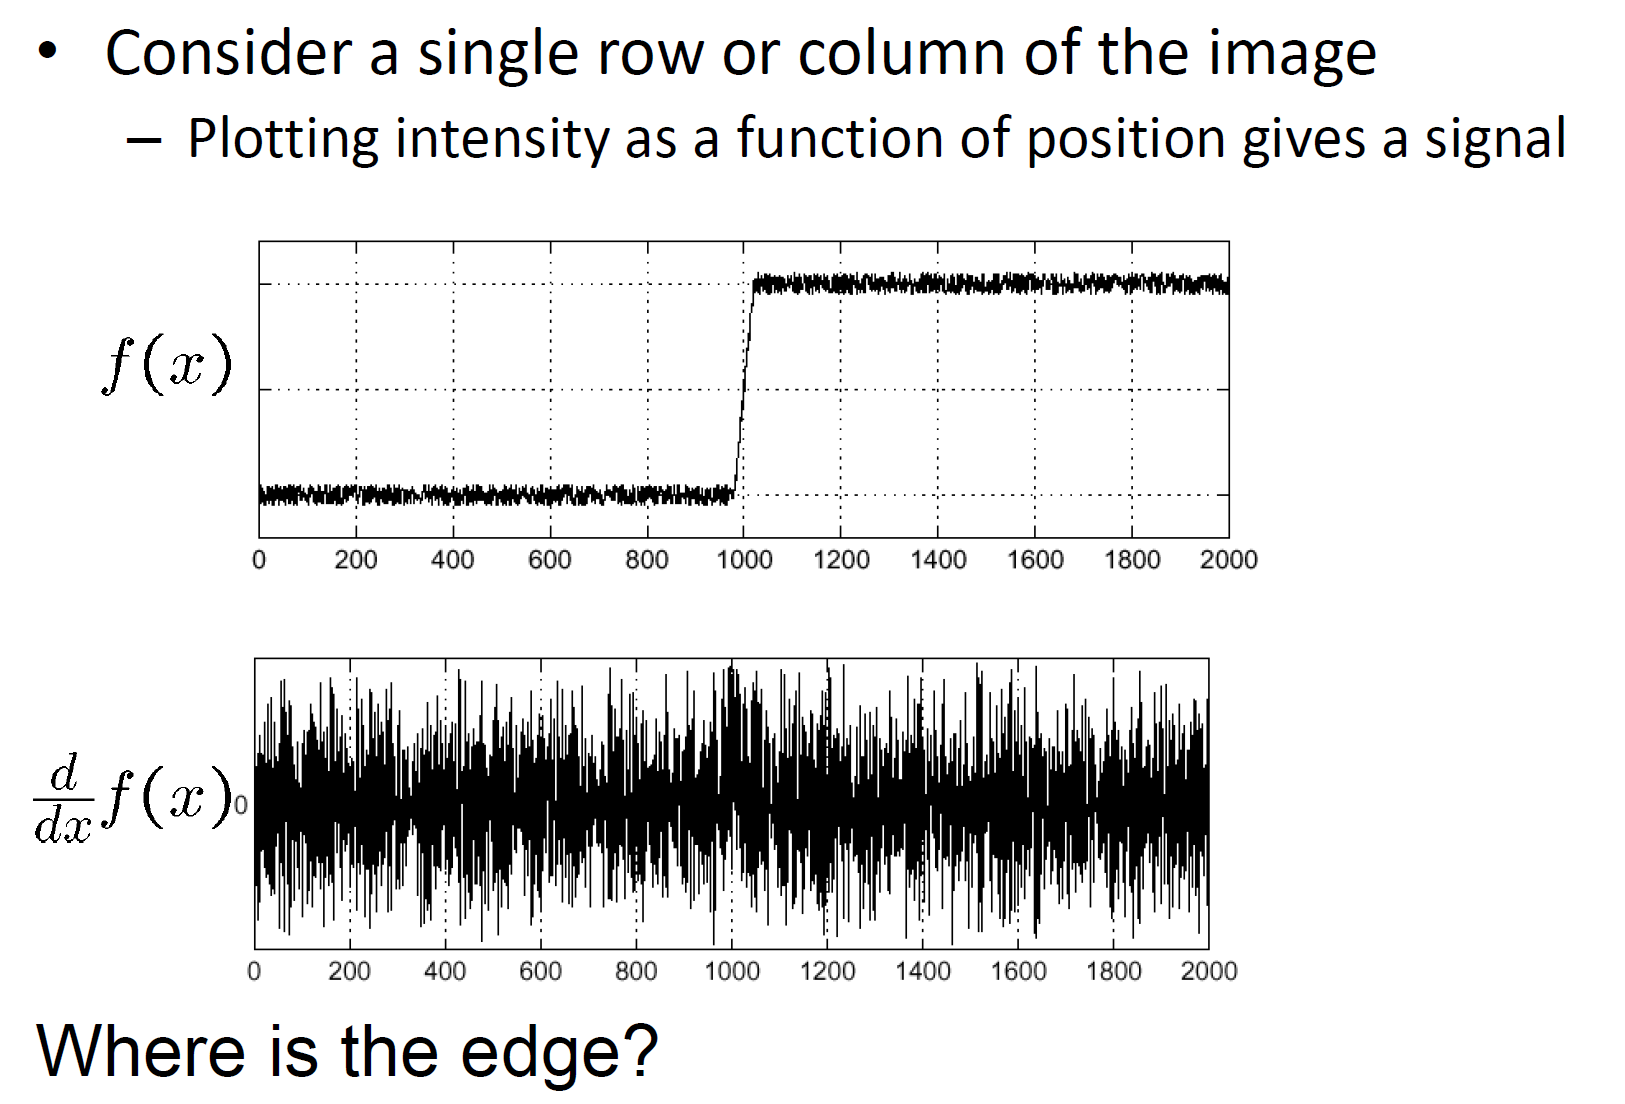 • Consider a single row or column of the image
– Plotting intensity as a function of position gives a signal
f(x)
0 200 400 600 800 1000 1200 1400 1600 1800 2000
d/dx f(x) 0
0 200 400 600 800 1000 1200 1400 1600 1800 2000
Where is the edge?